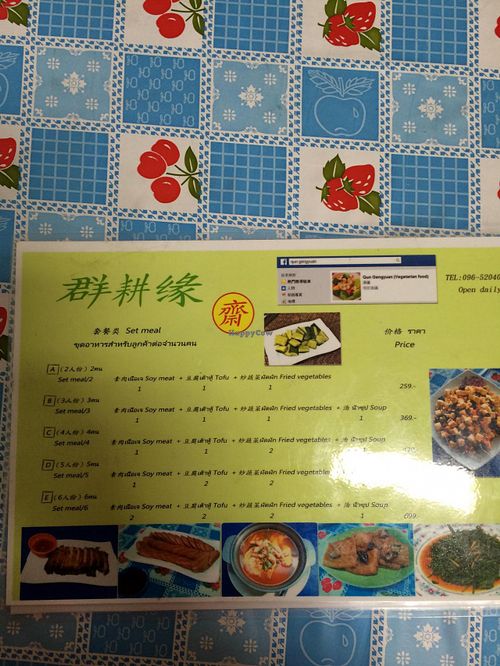 qun gengyuan
Qun Gengyuan (Vegetarian food)
群耕缘
齋
TEL:096-5204
Open daily
HappyCow
套餐类 Set meal
ชุดอาหารสำหรับลูกค้าต่อจำนวนคน
价格 ราคา
Price
A (2人份) 2คน
Set meal/2
素肉เนื้อเจ Soy meat + 豆腐เต้าหู้ Tofu + 炒蔬菜ผัดผัก Fried vegetables
259.-
1 1 1
B (3人份) 3คน
Set meal/3
素肉เนื้อเจ Soy meat + 豆腐เต้าหู้ Tofu + 炒蔬菜ผัดผัก Fried vegetables + 汤 น้ำซุป Soup
369.-
1 1 1 1
C (4人份) 4คน
Set meal/4
素肉เนื้อเจ Soy meat + 豆腐เต้าหู้ Tofu + 炒蔬菜ผัดผัก Fried vegetables + 汤 น้ำซุป Soup
1 1 2 1
D (5人份) 5คน
Set meal/5
素肉เนื้อเจ Soy meat + 豆腐เต้าหู้ Tofu + 炒蔬菜ผัดผัก Fried vegetables + 汤 น้ำซุป Soup
1 2 2 1
E (6人份) 6คน
Set meal/6
素肉เนื้อเจ Soy meat + 豆腐เต้าหู้ Tofu + 炒蔬菜ผัดผัก Fried vegetables + 汤 น้ำซุป Soup
699.
2 2 2 1